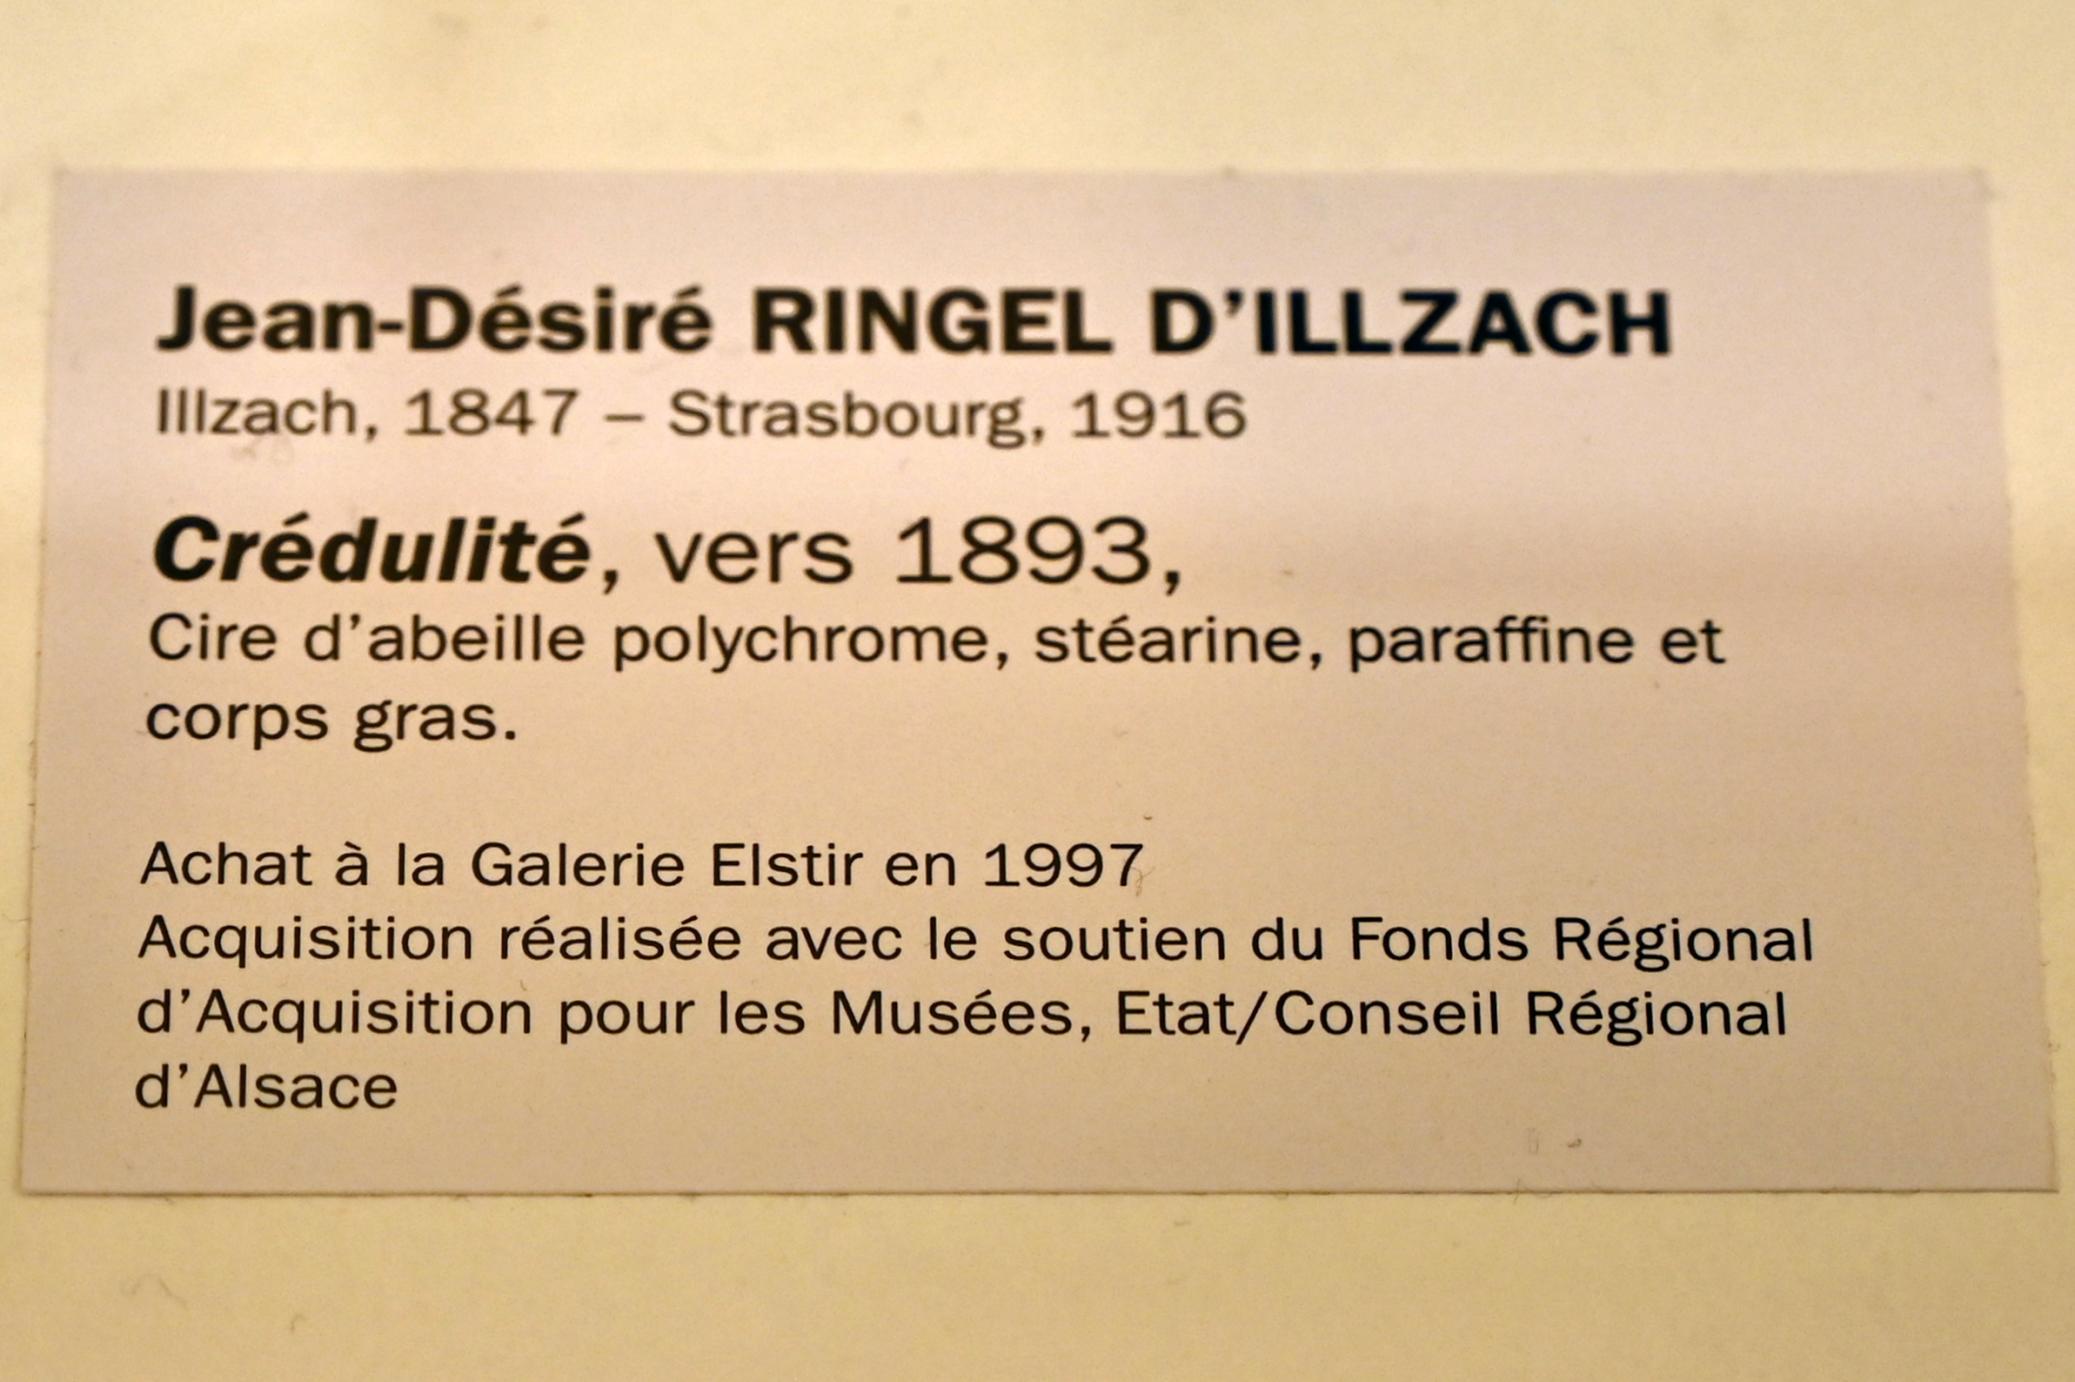 Jean-Désiré RINGEL D’ILLZACH
Illzach, 1847 – Strasbourg, 1916
Crédulité, vers 1893,
Cire d’abeille polychrome, stéarine, paraffine et
corps gras.
Achat à la Galerie Elstir en 1997
Acquisition réalisée avec le soutien du Fonds Régional
d’Acquisition pour les Musées, Etat/Conseil Régional
d’Alsace